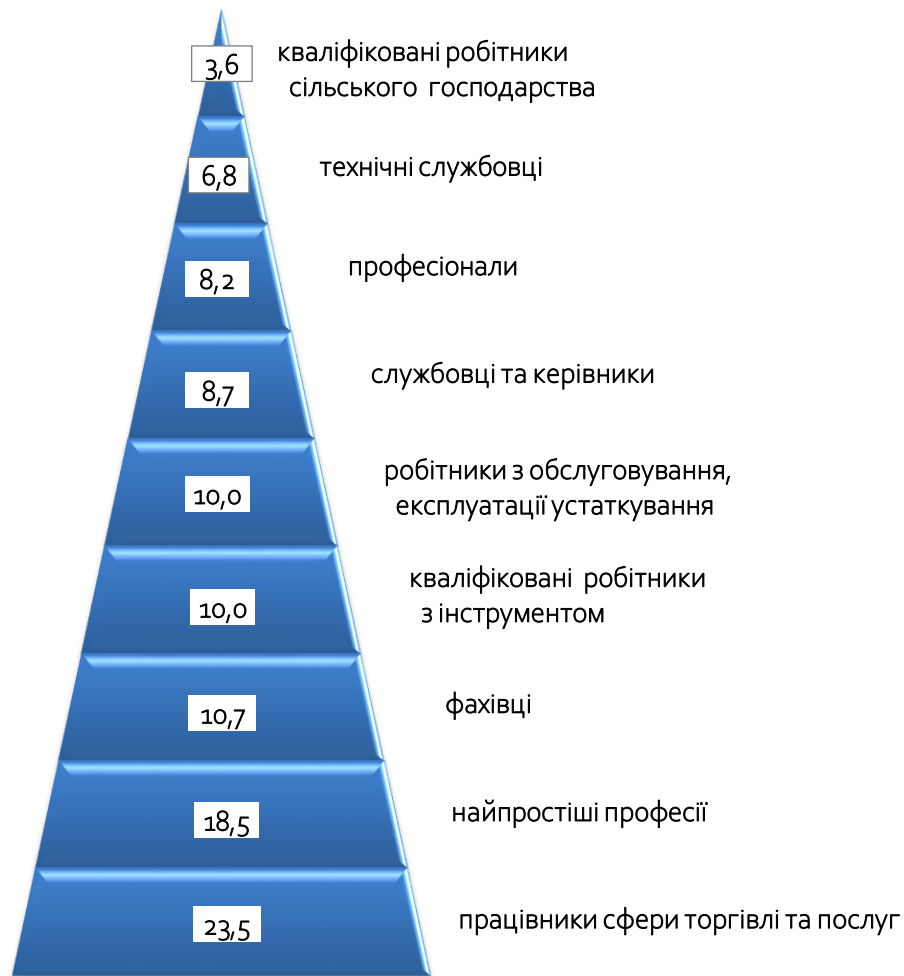 3,6
кваліфіковані робітники
сільського господарства
6,8
технічні службовці
8,2
професіонали
8,7
службовці та керівники
10,0
робітники з обслуговування,
експлуатації устаткування
10,0
кваліфіковані робітники
з інструментом
10,7
фахівці
18,5
найпростіші професії
23,5
працівники сфери торгівлі та послуг